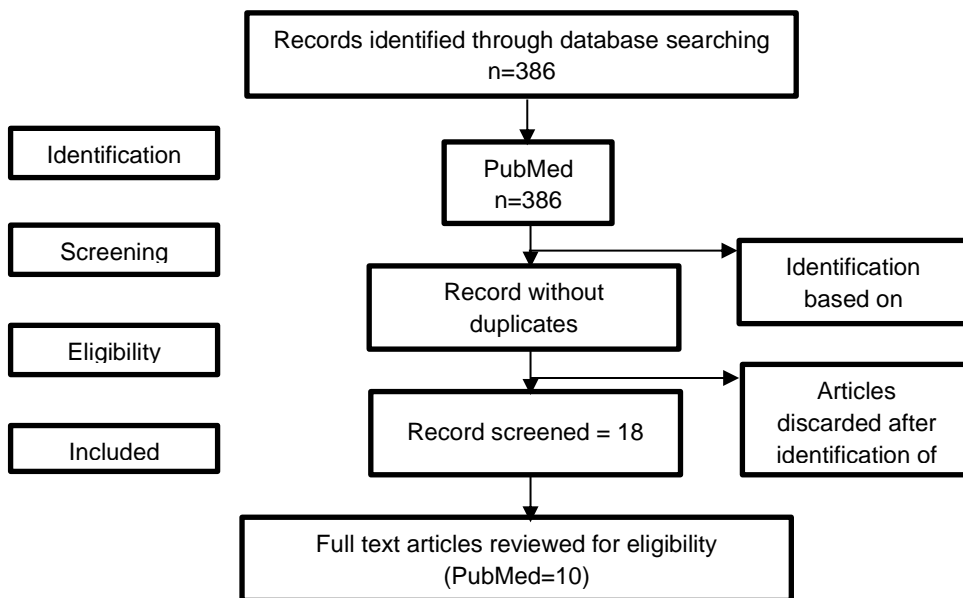 Records identified through database searching
n=386
Identification
PubMed
n=386
Screening
Identification
based on
Record without
duplicates
Eligibility
Articles
discarded after
identification of
Record screened = 18
Included
Full text articles reviewed for eligibility
(PubMed=10)